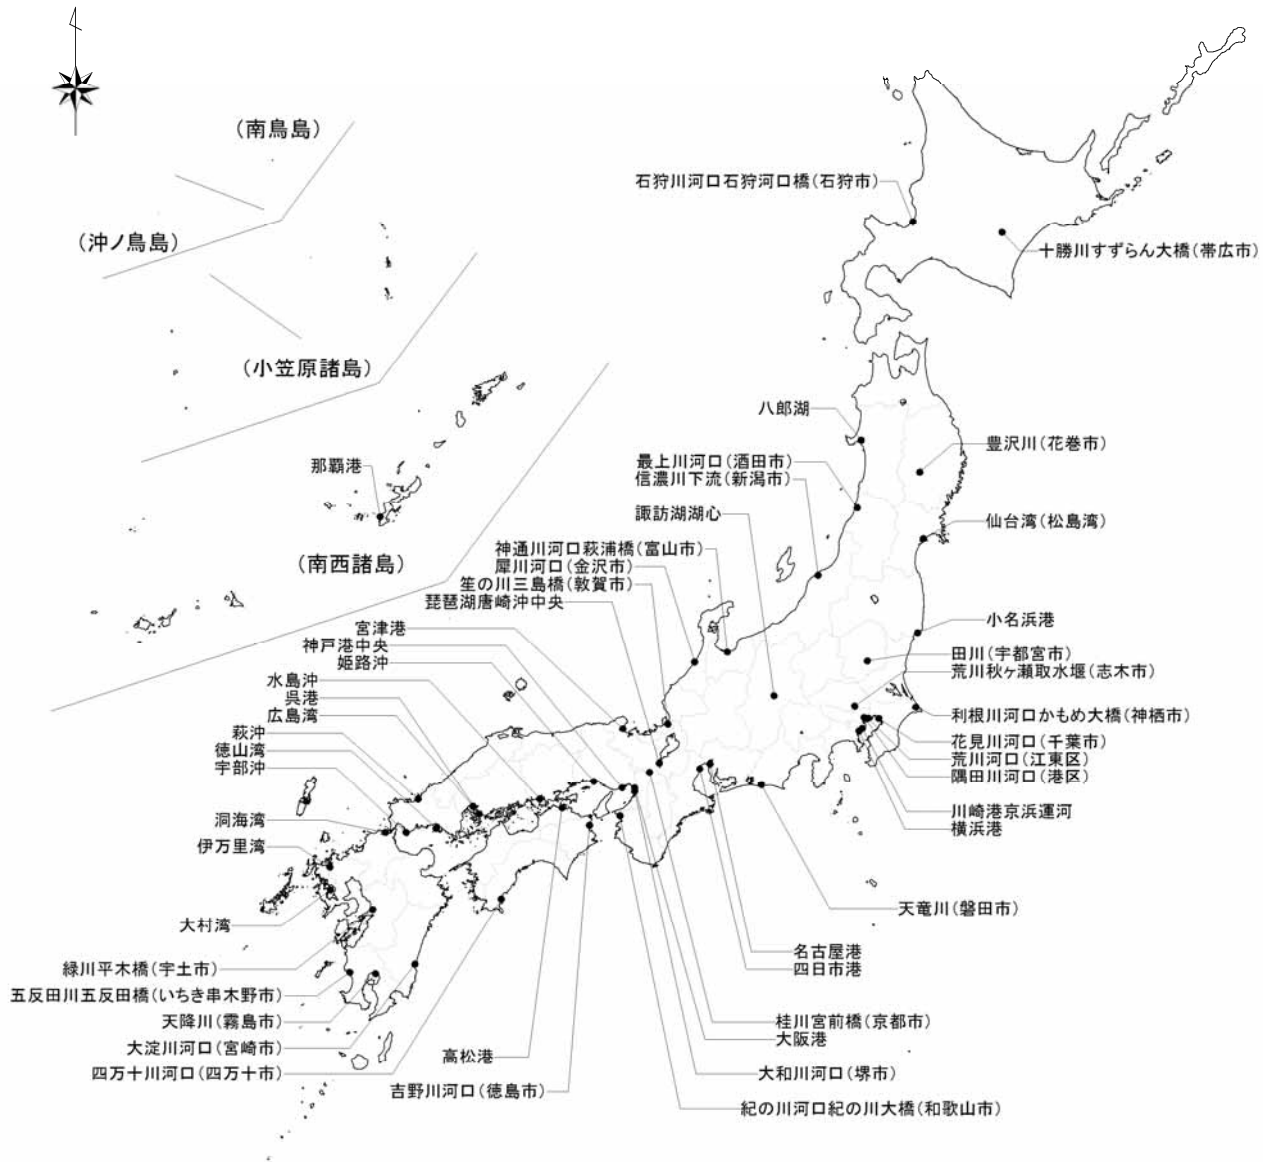 （南鳥島）
石狩川河口石狩河口橋（石狩市）
（沖ノ鳥島）
十勝川すずらん大橋（帯広市）
（小笠原諸島）
八郎湖
豊沢川（花巻市）
那覇港
最上川河口（酒田市）
信濃川下流（新潟市）
諏訪湖湖心
仙台湾（松島湾）
神通川河口萩浦橋（富山市）
（南西諸島）
犀川河口（金沢市）
笙の川三島橋（敦賀市）
琵琶湖唐崎沖中央
小名浜港
宮津港
神戸港中央
田川（宇都宮市）
姫路沖
荒川秋ヶ瀬取水堰（志木市）
水島沖
呉港
広島湾
利根川河口かもめ大橋（神栖市）
萩沖
花見川河口（千葉市）
徳山湾
荒川河口（江東区）
宇部沖
隅田川河口（港区）
川崎港京浜運河
洞海湾
横浜港
伊万里湾
天竜川（磐田市）
大村湾
名古屋港
緑川平木橋（宇土市）
四日市港
五反田川五反田橋（いちき串木野市）
天降川（霧島市）
桂川宮前橋（京都市）
大阪港
大淀川河口（宮崎市）
高松港
四万十川河口（四万十市）
大和川河口（堺市）
吉野川河口（徳島市）
紀の川河口紀の川大橋（和歌山市）